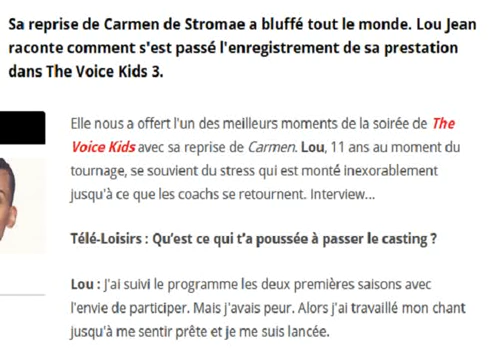 Sa reprise de Carmen de Stromae a bluffé tout le monde. Lou Jean
raconte comment s'est passé l'enregistrement de sa prestation
dans The Voice Kids 3.
Elle nous a offert l'un des meilleurs moments de la soirée de The
Voice Kids avec sa reprise de Carmen. Lou, 11 ans au moment du
tournage, se souvient du stress qui est monté inexorablement
jusqu'à ce que les coachs se retournent. Interview...
Télé-Loisirs : Qu'est ce qui t'a poussée à passer le casting ?
Lou : J'ai suivi le programme les deux premières saisons avec
l'envie de participer. Mais j'avais peur. Alors j'ai travaillé mon chant
jusqu'à me sentir prête et je me suis lancée.